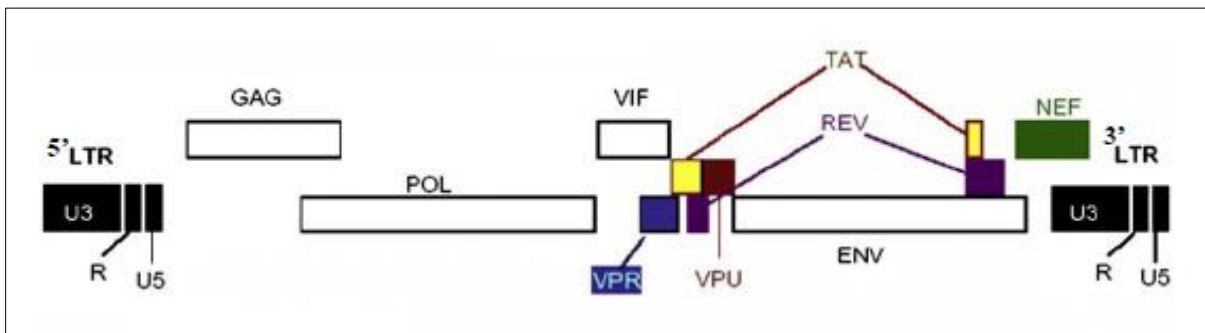 TAT
GAG
VIF
REV
NEF
5' LTR
3' LTR
POL
U3
U3
ENV
R
U5
VPR
VPU
R
U5